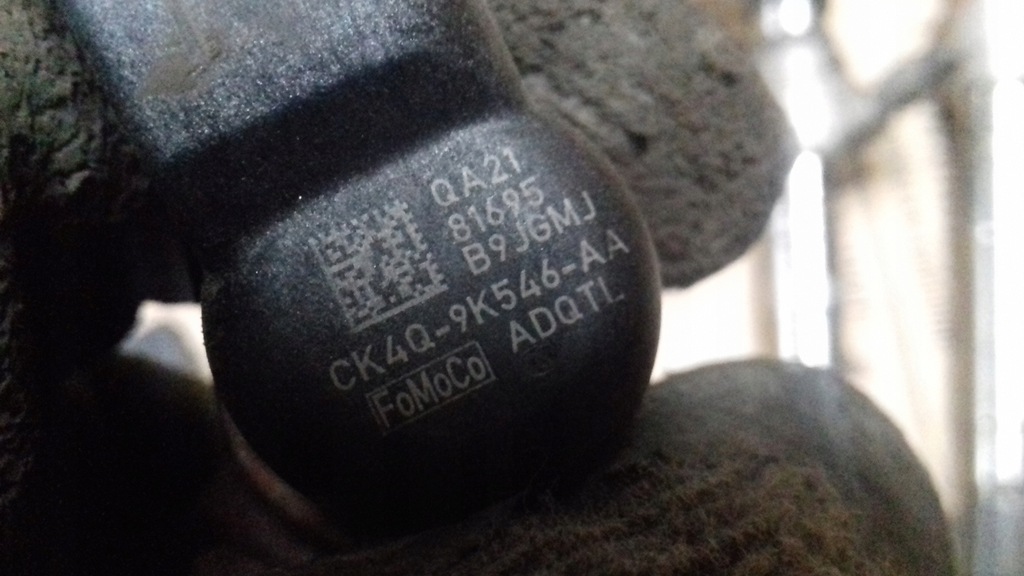 QA21
81695
B9JGMJ
CK4Q-9K546-AA
FoMoCo ADQTL